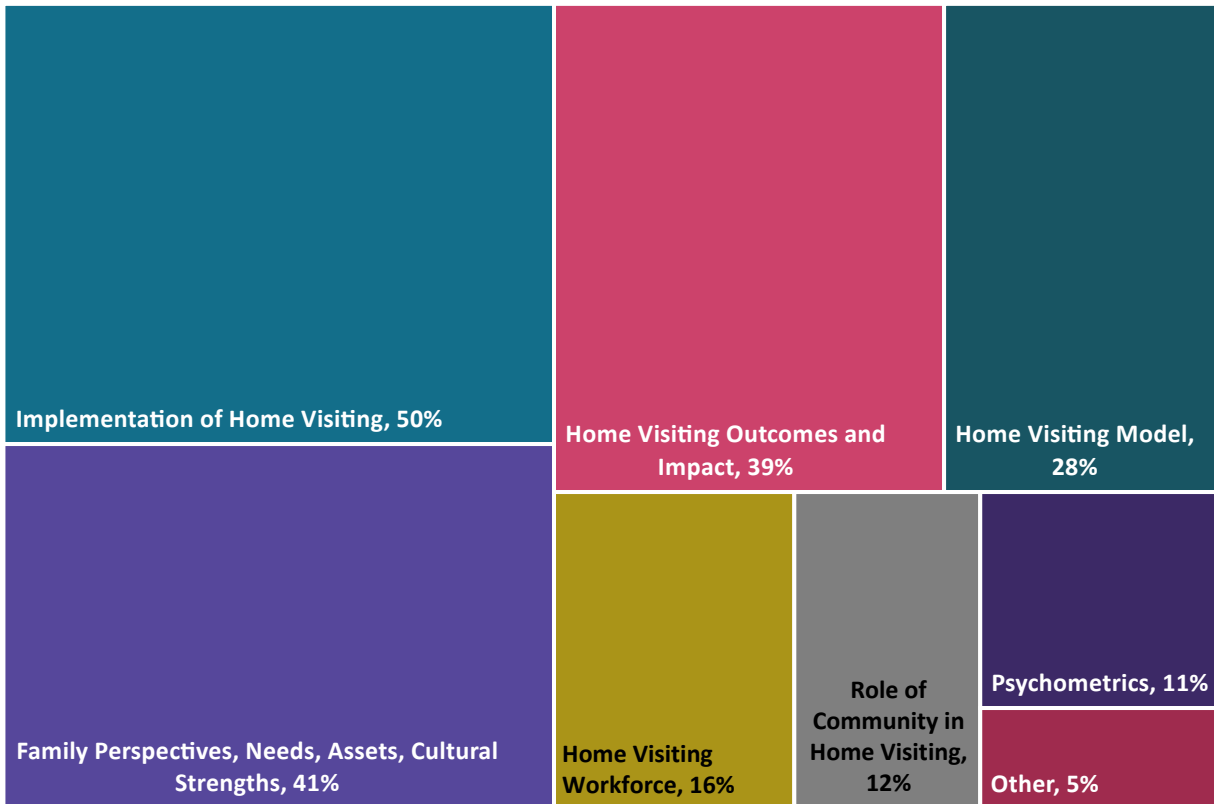 Implementation of Home Visiting, 50%
Family Perspectives, Needs, Assets, Cultural
Strengths, 41%
Home Visiting Outcomes and
Impact, 39%
Home Visiting Model,
28%
Home Visiting
Workforce, 16%
Role of
Community in
Home Visiting,
12%
Psychometrics, 11%
Other, 5%